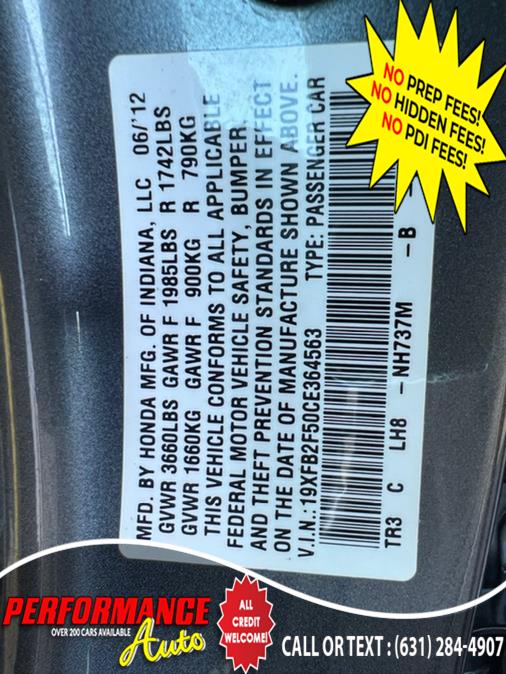 MFD. BY HONDA MFG. OF INDIANA, LLC 06/'12
GVWR 3660LBS GAWR F 1985LBS R 1742LBS
GVWR 1660KG GAWR F 900KG R 790KG
THIS VEHICLE CONFORMS TO ALL APPLICABLE
FEDERAL MOTOR VEHICLE SAFETY, BUMPER,
AND THEFT PREVENTION STANDARDS IN EFFECT
ON THE DATE OF MANUFACTURE SHOWN ABOVE.
V.I.N.:19XFB2F50CE364563 TYPE: PASSENGER CAR
TR3 C LH8 - NH737M - B -
NO PREP FEES!
NO HIDDEN FEES!
NO PDI FEES!
PERFORMANCE
OVER 200 CARS AVAILABLE
Auto
ALL
CREDIT
WELCOME!
CALL OR TEXT : (631) 284-4907